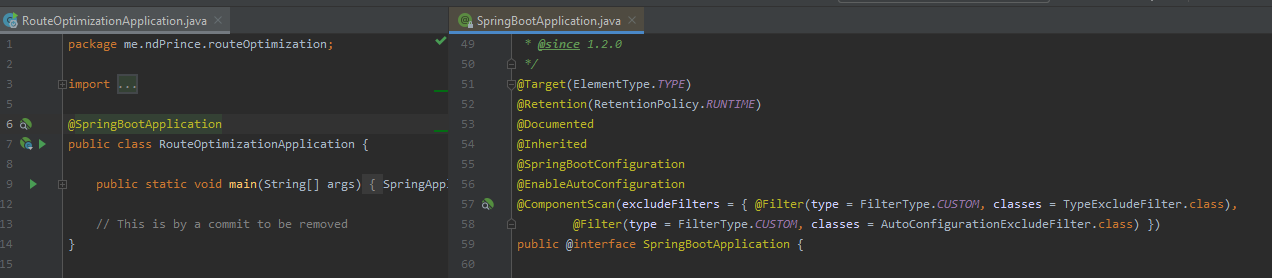 RouteOptimizationApplication.java
1 package me.ndPrince.routeOptimization;
2
3 import ...
5
6 @SpringBootApplication
7 public class RouteOptimizationApplication {
8
9 public static void main(String[] args) { SpringAppl
12
13 // This is by a commit to be removed
14 }
15
SpringBootApplication.java
49 * @since 1.2.0
50 */
51 @Target(ElementType.TYPE)
52 @Retention(RetentionPolicy.RUNTIME)
53 @Documented
54 @Inherited
55 @SpringBootConfiguration
56 @EnableAutoConfiguration
57 @ComponentScan(excludeFilters = { @Filter(type = FilterType.CUSTOM, classes = TypeExcludeFilter.class),
58 @Filter(type = FilterType.CUSTOM, classes = AutoConfigurationExcludeFilter.class) })
59 public @interface SpringBootApplication {
60